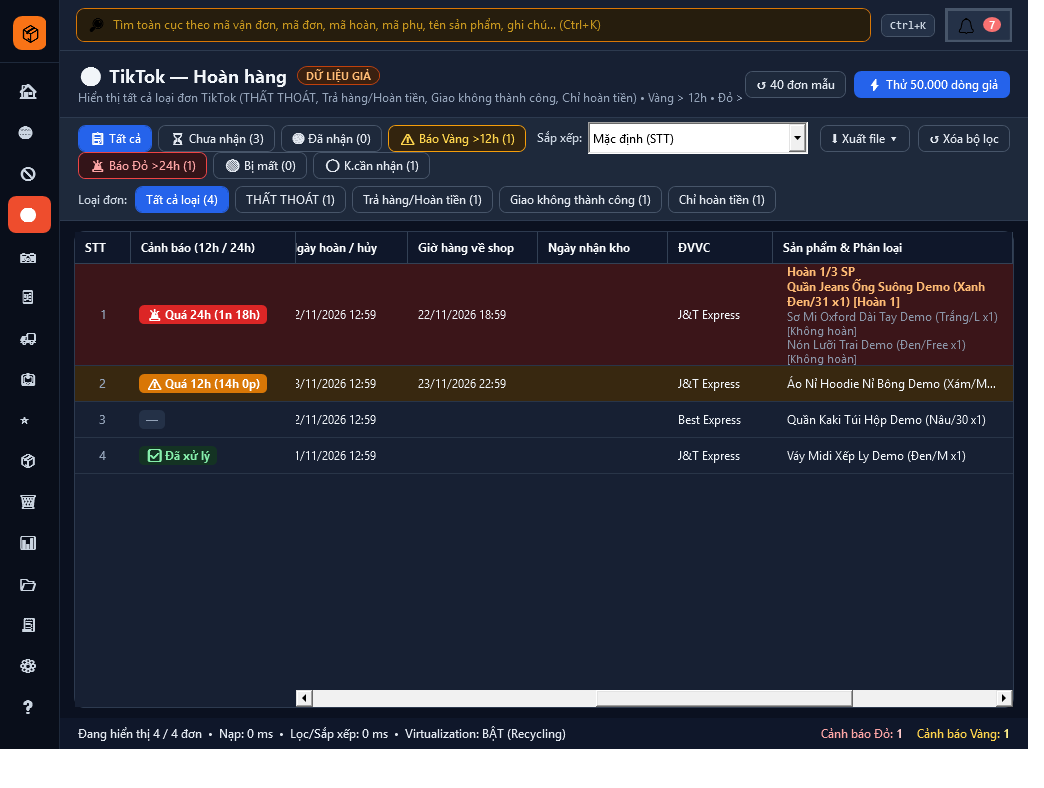 Tìm toàn cục theo mã vận đơn, mã đơn, mã hoàn, mã phụ, tên sản phẩm, ghi chú... (Ctrl+K)
Ctrl+K
7
TikTok — Hoàn hàng
DỮ LIỆU GIẢ
Hiển thị tất cả loại đơn TikTok (THẤT THOÁT, Trả hàng/Hoàn tiền, Giao không thành công, Chỉ hoàn tiền) • Vàng > 12h • Đỏ >
↺ 40 đơn mẫu
Thử 50.000 dòng giả
Tất cả
Chưa nhận (3)
Đã nhận (0)
Báo Vàng >12h (1)
Sắp xếp:
Mặc định (STT)
⬇ Xuất file ▾
↺ Xóa bộ lọc
Báo Đỏ >24h (1)
Bị mất (0)
K.cần nhận (1)
Loại đơn:
Tất cả loại (4)
THẤT THOÁT (1)
Trả hàng/Hoàn tiền (1)
Giao không thành công (1)
Chỉ hoàn tiền (1)
STT
Cảnh báo (12h / 24h)
gày hoàn / hủy
Giờ hàng về shop
Ngày nhận kho
ĐVVC
Sản phẩm & Phân loại
1
Quá 24h (1n 18h)
2/11/2026 12:59
22/11/2026 18:59
J&T Express
Hoàn 1/3 SP
Quần Jeans Ống Suông Demo (Xanh
Đen/31 x1) [Hoàn 1]
Sơ Mi Oxford Dài Tay Demo (Trắng/L x1)
[Không hoàn]
Nón Lưỡi Trai Demo (Đen/Free x1)
[Không hoàn]
2
Quá 12h (14h 0p)
3/11/2026 12:59
23/11/2026 22:59
J&T Express
Áo Nỉ Hoodie Nỉ Bông Demo (Xám/M...
3
—
2/11/2026 12:59
Best Express
Quần Kaki Túi Hộp Demo (Nâu/30 x1)
4
Đã xử lý
1/11/2026 12:59
J&T Express
Váy Midi Xếp Ly Demo (Đen/M x1)
Đang hiển thị 4 / 4 đơn • Nạp: 0 ms • Lọc/Sắp xếp: 0 ms • Virtualization: BẬT (Recycling)
Cảnh báo Đỏ: 1
Cảnh báo Vàng: 1